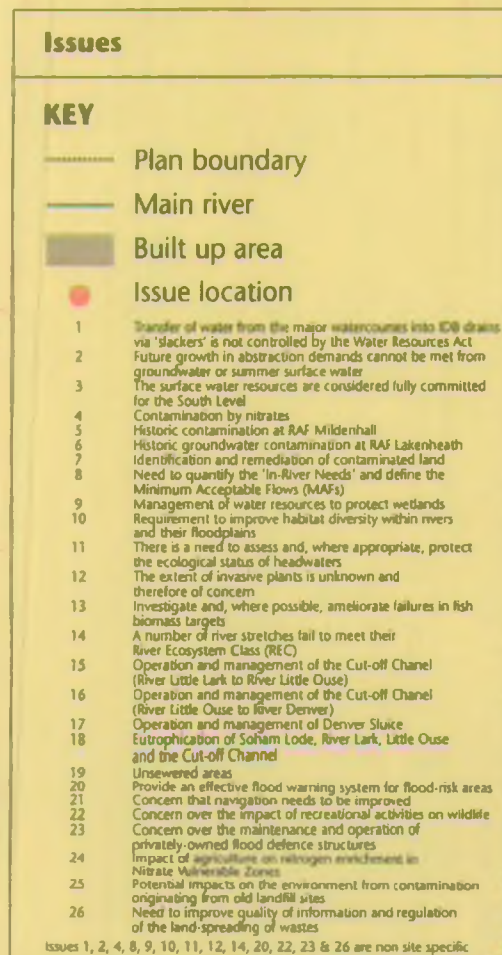 Issues
KEY
Plan boundary
Main river
Built up area
Issue location
1 Transfer of water from the major watercourses into IDB drains
via 'slackers' is not controlled by the Water Resources Act
2 Future growth in abstraction demands cannot be met from
groundwater or summer surface water
3 The surface water resources are considered fully committed
for the South Level
4 Contamination by nitrates
5 Historic contamination at RAF Mildenhall
6 Historic groundwater contamination at RAF Lakenheath
7 Identification and remediation of contaminated land
8 Need to quantify the 'In-River Needs' and define the
Minimum Acceptable Flows (MAFs)
9 Management of water resources to protect wetlands
10 Requirement to improve habitat diversity within rivers
and their floodplains
11 There is a need to assess and, where appropriate, protect
the ecological status of headwaters
12 The extent of invasive plants is unknown and
therefore of concern
13 Investigate and, where possible, ameliorate failures in fish
biomass targets
14 A number of river stretches fail to meet their
River Ecosystem Class (REC)
15 Operation and management of the Cut-off Chanel
(River Little Lark to River Little Ouse)
16 Operation and management of the Cut-off Chanel
(River Little Ouse to River Denver)
17 Operation and management of Denver Sluice
18 Eutrophication of Soham Lode, River Lark, Little Ouse
and the Cut-off Channel
19 Unsewered areas
20 Provide an effective flood warning system for flood-risk areas
21 Concern that navigation needs to be improved
22 Concern over the impact of recreational activities on wildlife
23 Concern over the maintenance and operation of
privately-owned flood defence structures
24 Impact of agriculture on nitrogen enrichment in
Nitrate Vulnerable Zones
25 Potential impacts on the environment from contamination
originating from old landfill sites
26 Need to improve quality of information and regulation
of the land-spreading of wastes
Issues 1, 2, 4, 8, 9, 10, 11, 12, 14, 20, 22, 23 & 26 are non site specific